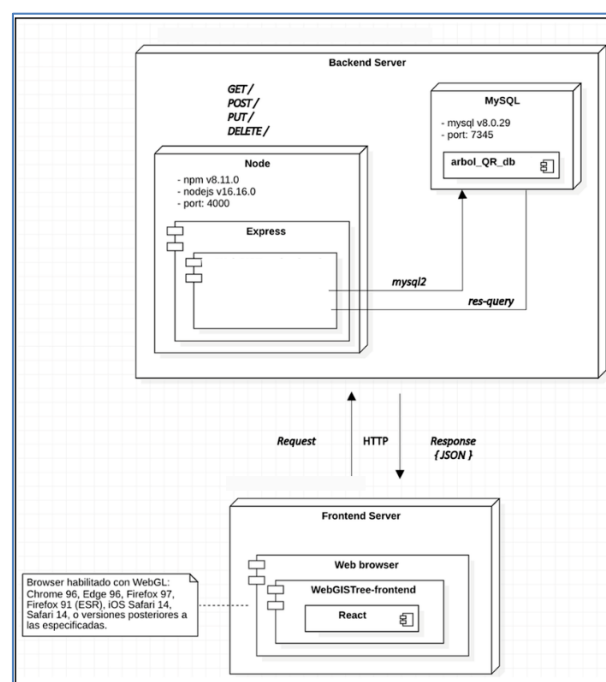 Backend Server
GET /
POST /
PUT /
DELETE /
MySQL
- mysql v8.0.29
- port: 7345
arbol_QR_db
Node
- npm v8.11.0
- nodejs v16.16.0
- port: 4000
Express
mysql2
res-query
Request
HTTP
Response
{ JSON }
Frontend Server
Web browser
WebGISTree-frontend
React
Browser habilitado con WebGL:
Chrome 96, Edge 96, Firefox 97,
Firefox 91 (ESR), iOS Safari 14,
Safari 14, o versiones posteriores a
las especificadas.